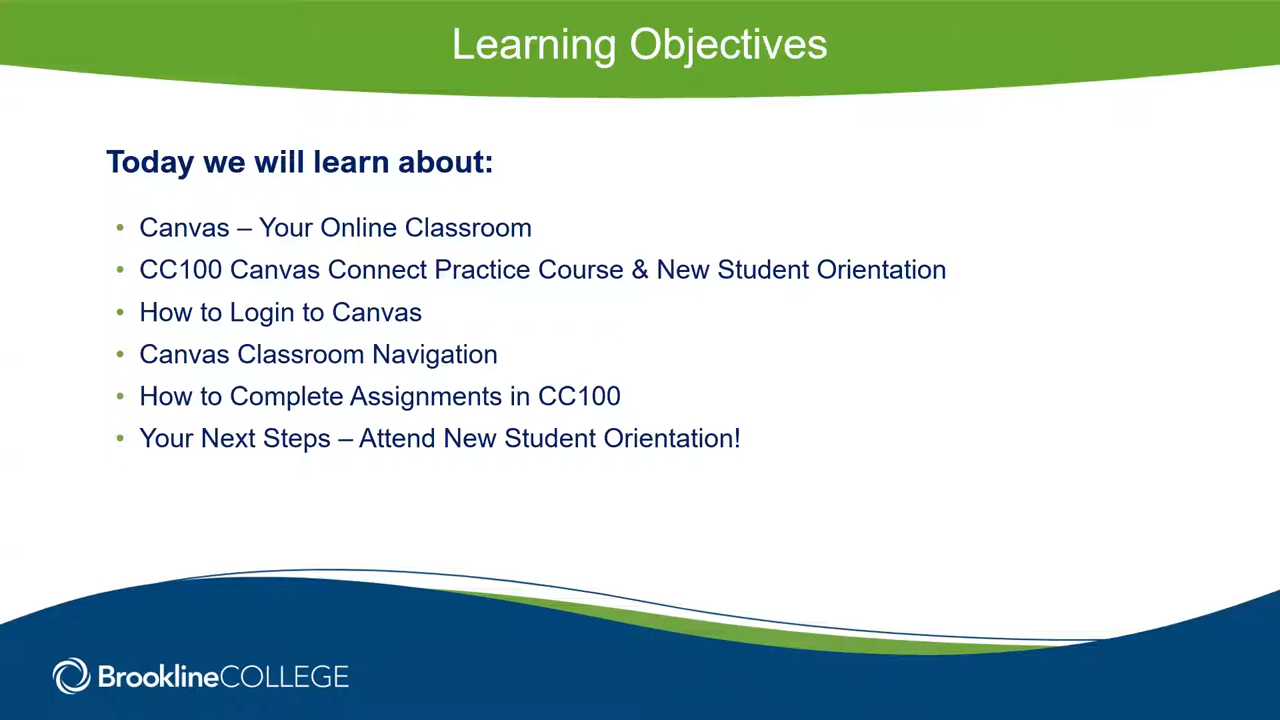 Learning Objectives
Today we will learn about:
• Canvas – Your Online Classroom
• CC100 Canvas Connect Practice Course & New Student Orientation
• How to Login to Canvas
• Canvas Classroom Navigation
• How to Complete Assignments in CC100
• Your Next Steps – Attend New Student Orientation!
BrooklineCOLLEGE